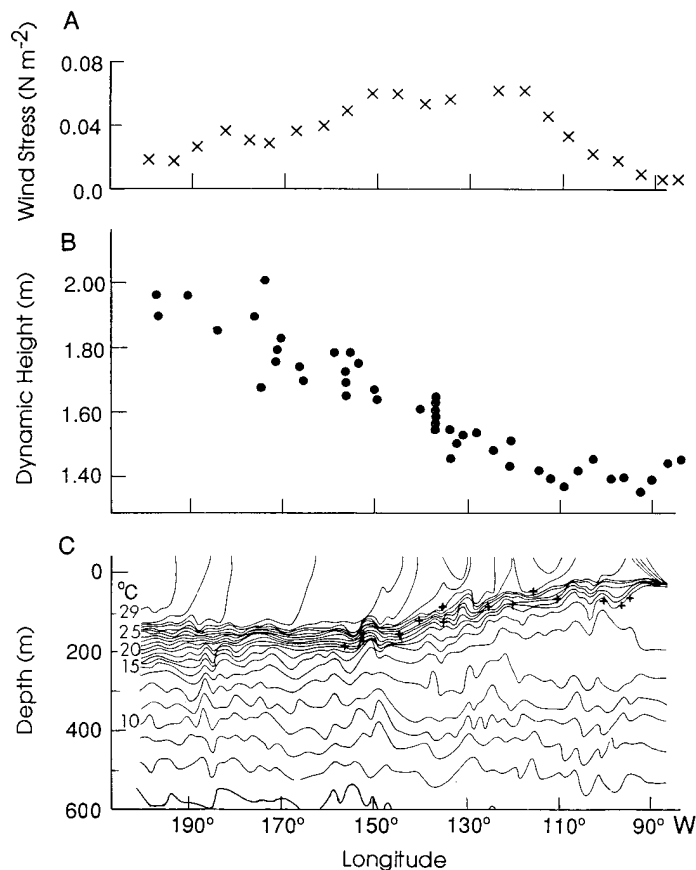 A
Wind Stress (N m-2)
0.08
0.04
0.0
B
Dynamic Height (m)
2.00
1.80
1.60
1.40
C
Depth (m)
0
200
400
600
°C
29
25
20
15
10
190° 170° 150° 130° 110° 90° W
Longitude